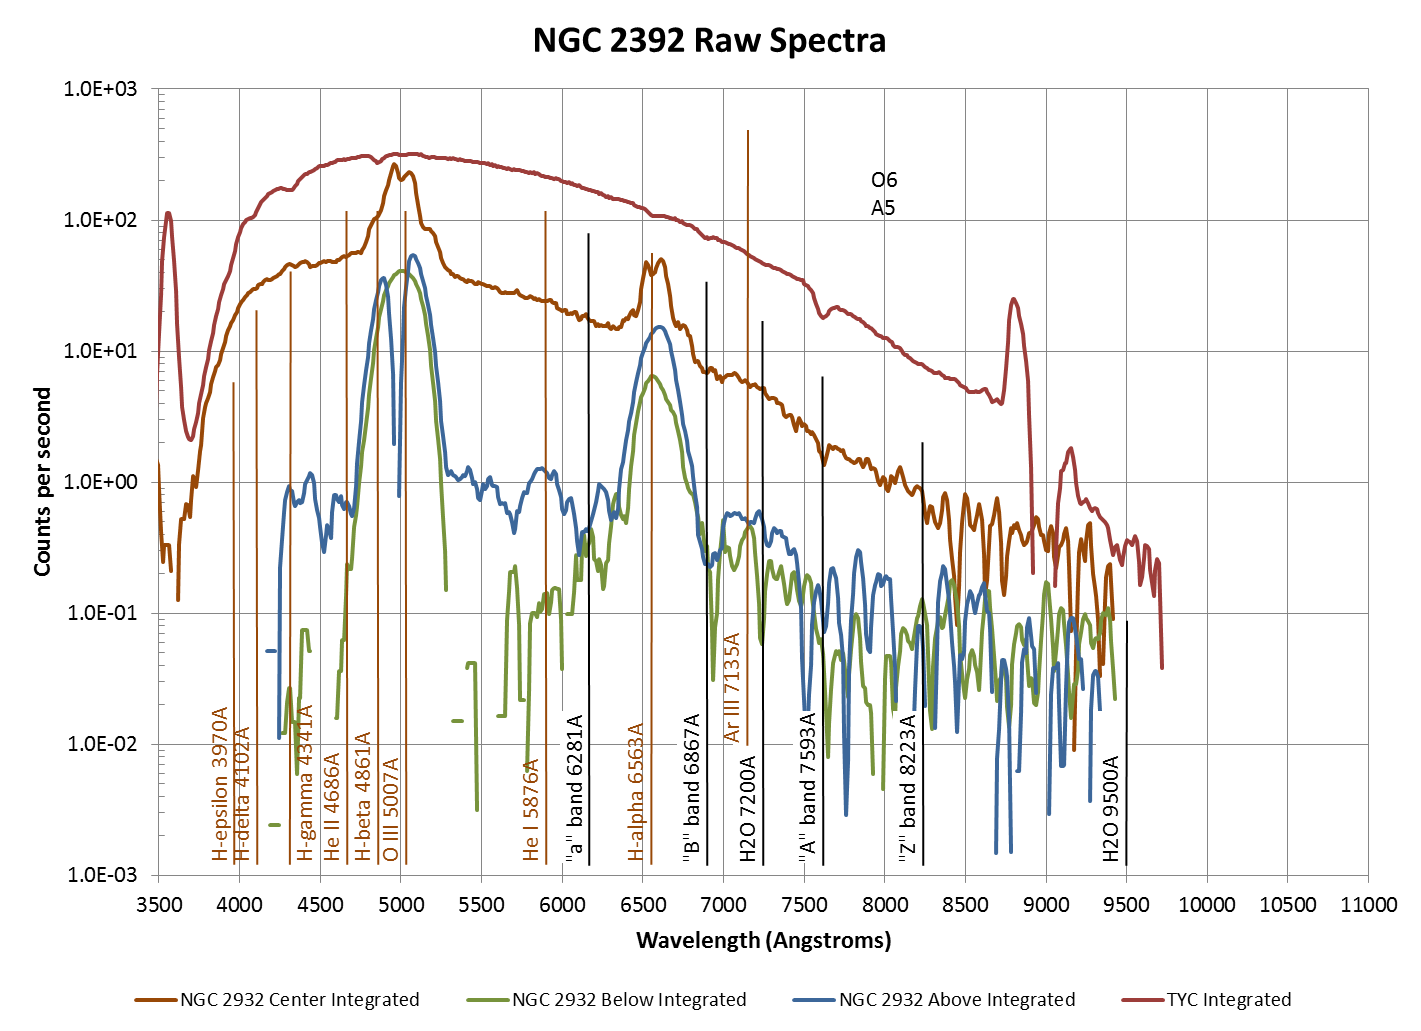 NGC 2392 Raw Spectra
1.0E+03
1.0E+02
1.0E+01
1.0E+00
1.0E-01
1.0E-02
1.0E-03
Counts per second
O6
A5
H-epsilon 3970A
H-delta 4102A
H-gamma 4341A
He II 4686A
H-beta 4861A
O III 5007A
He I 5876A
"a" band 6281A
H-alpha 6563A
"B" band 6867A
Ar III 7135A
H2O 7200A
"A" band 7593A
"Z" band 8223A
H2O 9500A
3500 4000 4500 5000 5500 6000 6500 7000 7500 8000 8500 9000 9500 10000 10500 11000
Wavelength (Angstroms)
NGC 2932 Center Integrated NGC 2932 Below Integrated NGC 2932 Above Integrated TYC Integrated